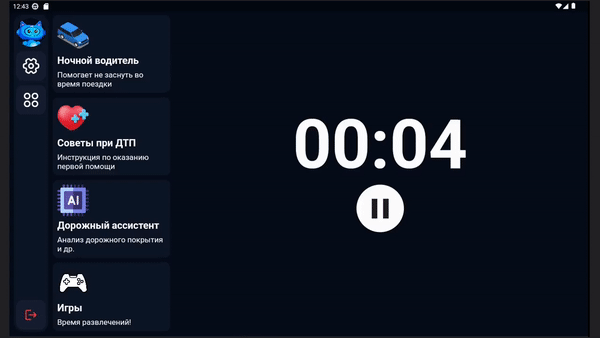 12:43
Ночной водитель
Помогает не заснуть во
время поездки
Советы при ДТП
Инструкция по оказанию
первой помощи
AI
Дорожный ассистент
Анализ дорожного покрытия
и др.
Игры
Время развлечений!
00:04